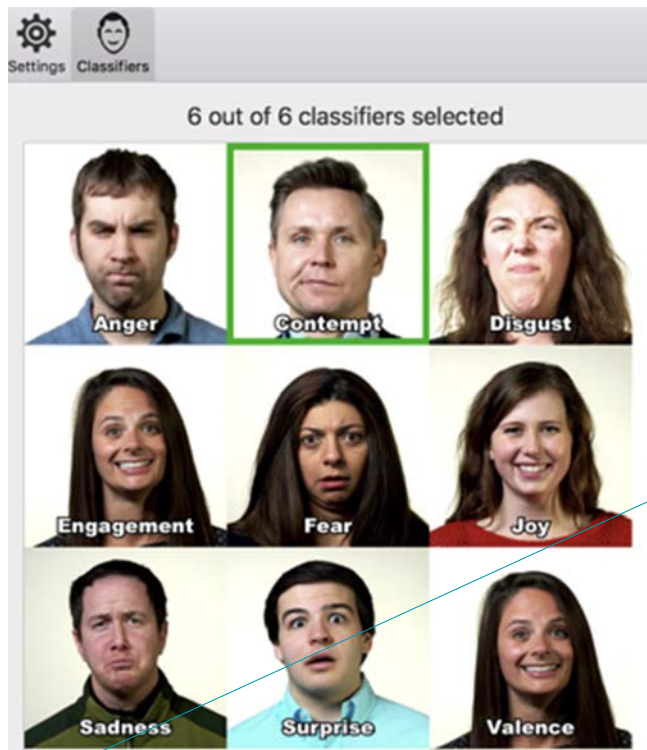 Settings Classifiers
6 out of 6 classifiers selected
Anger Contempt Disgust
Engagement Fear Joy
Sadness Surprise Valence